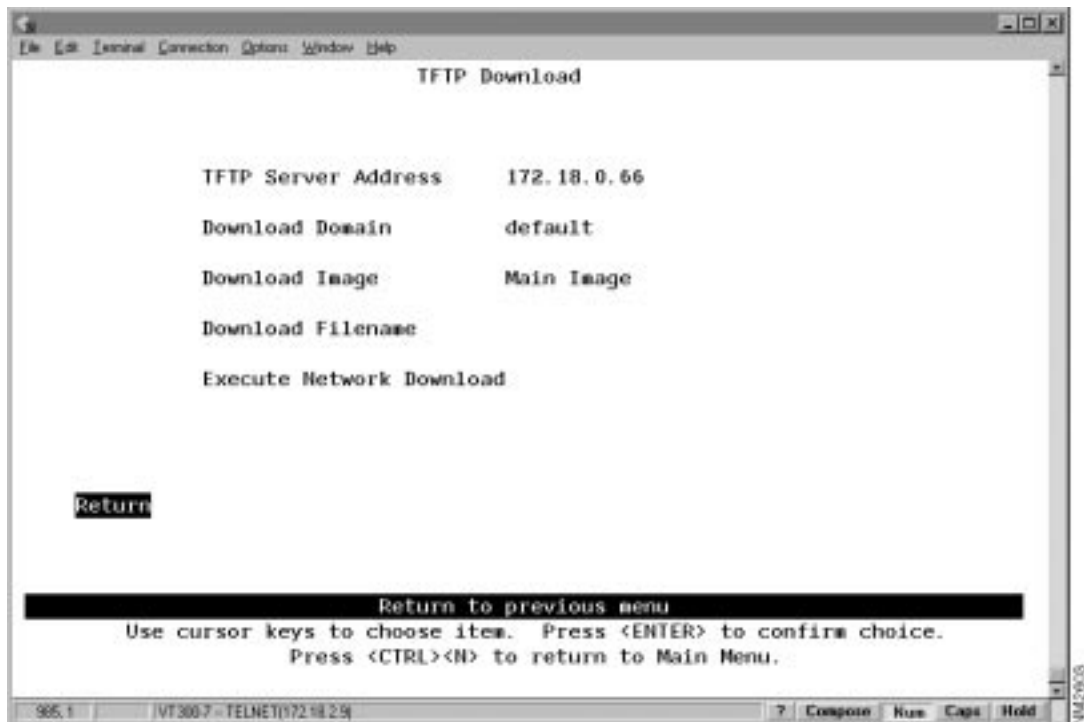 File Edit Terminal Connection Options Window Help
TFTP Download
TFTP Server Address 172.18.0.66
Download Domain default
Download Image Main Image
Download Filename
Execute Network Download
Return
Return to previous menu
Use cursor keys to choose item. Press <ENTER> to confirm choice.
Press <CTRL><N> to return to Main Menu.
985, 1 VT300-7 - TELNET(172.18.2.9) ? Compose Num Caps Hold